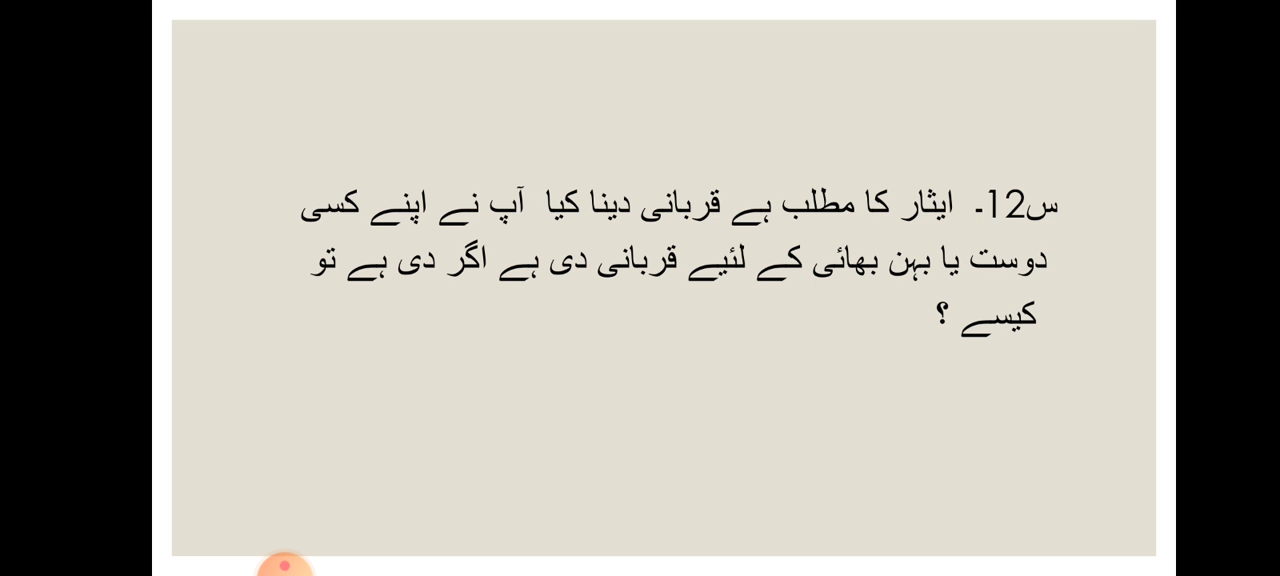 س12۔ ایثار کا مطلب ہے قربانی دینا کیا آپ نے اپنے کسی
دوست یا بہن بھائی کے لئیے قربانی دی ہے اگر دی ہے تو
کیسے ؟